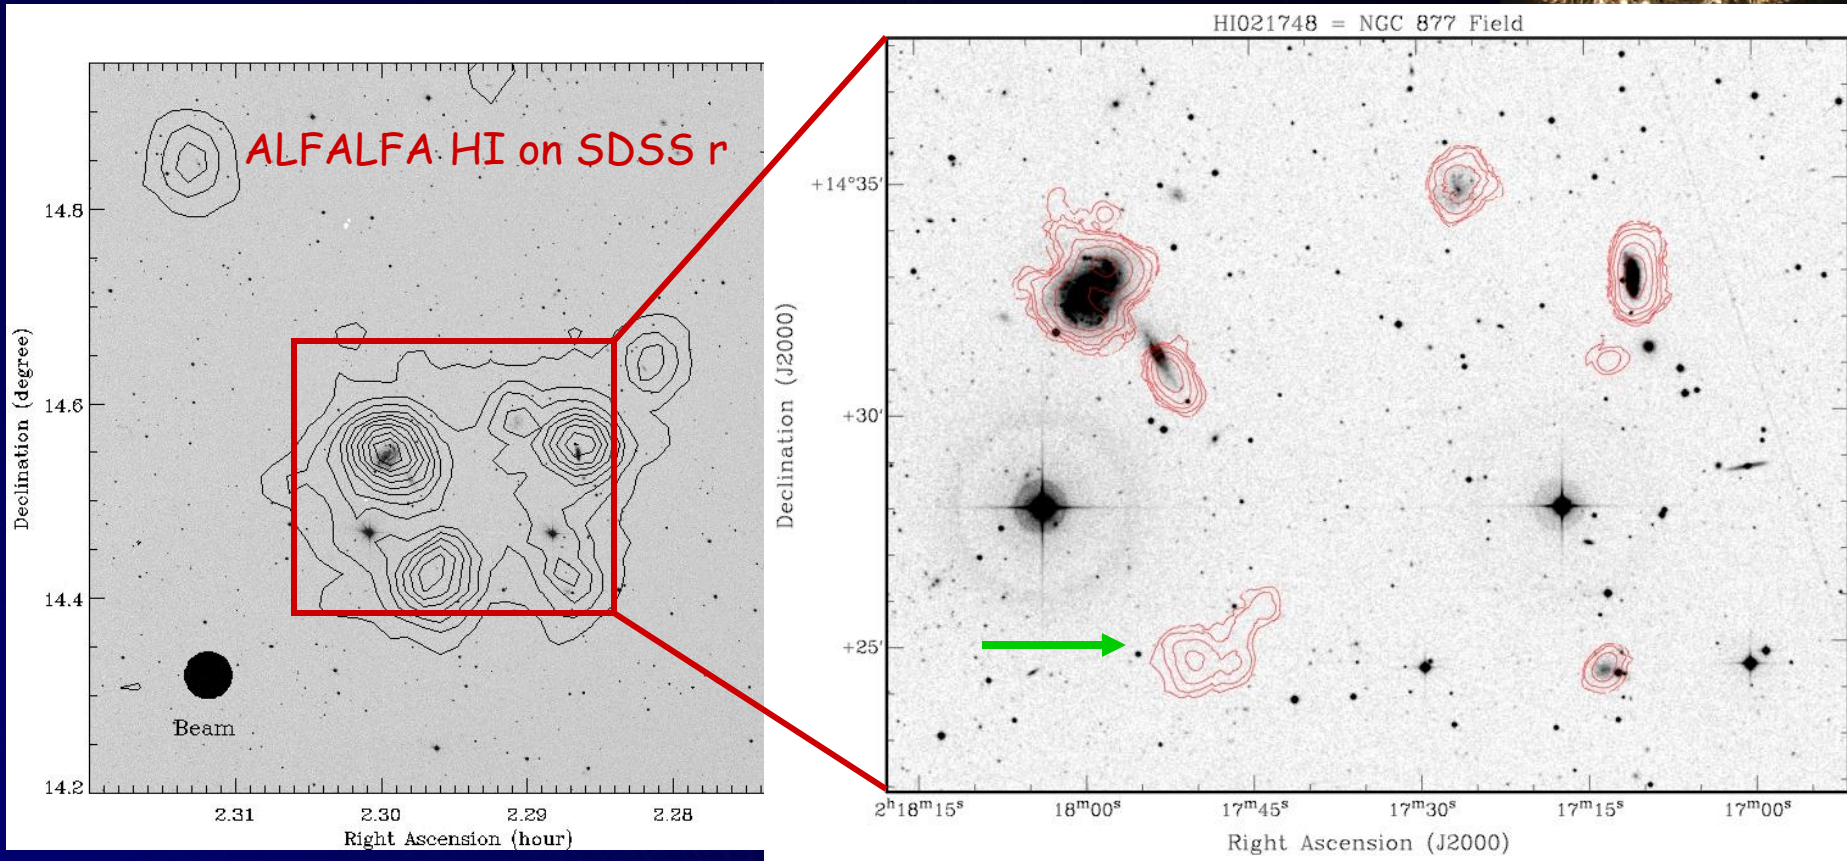 HI021748 = NGC 877 Field
ALFALFA HI on SDSS r
14.8
14.6
14.4
14.2
Declination (degree)
Beam
2.31
2.30
2.29
2.28
Right Ascension (hour)
+14°35′
+30′
+25′
Declination (J2000)
2ʰ18ᵐ15ˢ
18ᵐ00ˢ
17ᵐ45ˢ
17ᵐ30ˢ
17ᵐ15ˢ
17ᵐ00ˢ
Right Ascension (J2000)